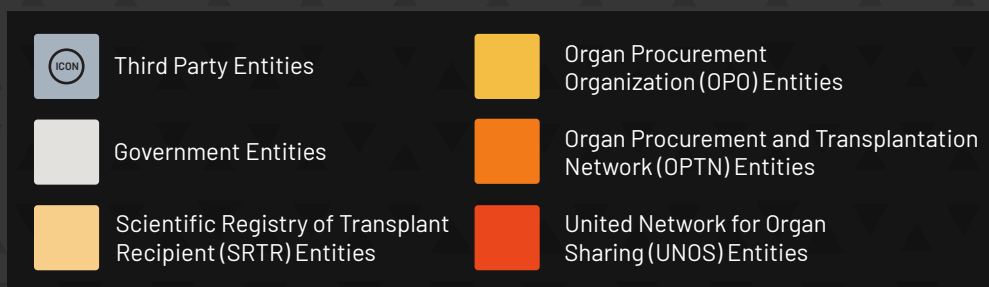 ICON
Third Party Entities
Government Entities
Scientific Registry of Transplant
Recipient (SRTR) Entities
Organ Procurement
Organization (OPO) Entities
Organ Procurement and Transplantation
Network (OPTN) Entities
United Network for Organ
Sharing (UNOS) Entities